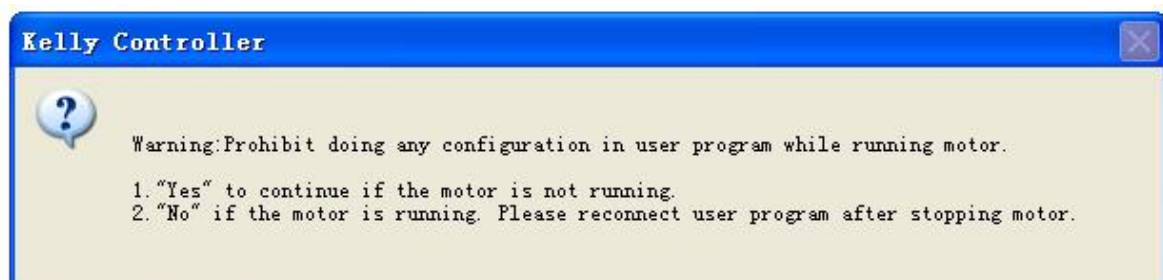 Kelly Controller
Warning:Prohibit doing any configuration in user program while running motor.
1."Yes" to continue if the motor is not running.
2."No" if the motor is running. Please reconnect user program after stopping motor.